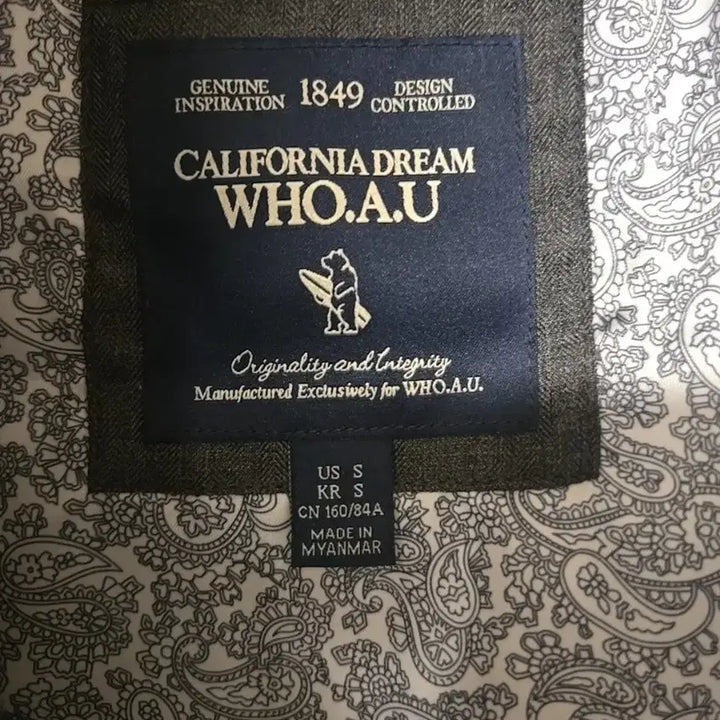 GENUINE INSPIRATION 1849 DESIGN CONTROLLED
CALIFORNIA DREAM
WHO.A.U
Originality and Integrity
Manufactured Exclusively for WHO.A.U.
US S
KR S
CN 160/84A
MADE IN
MYANMAR